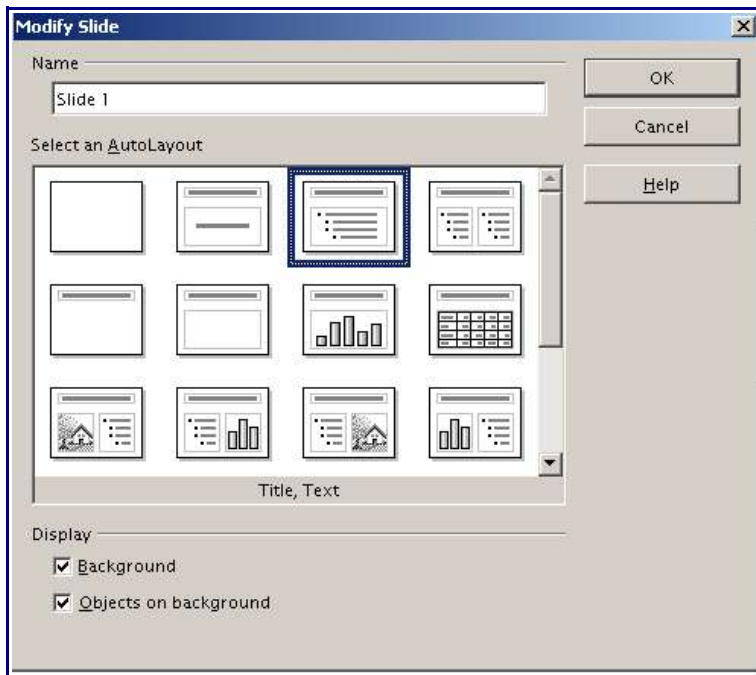 Modify Slide
Name
Slide 1
OK
Cancel
Help
Select an AutoLayout
Title, Text
Display
Background
Objects on background